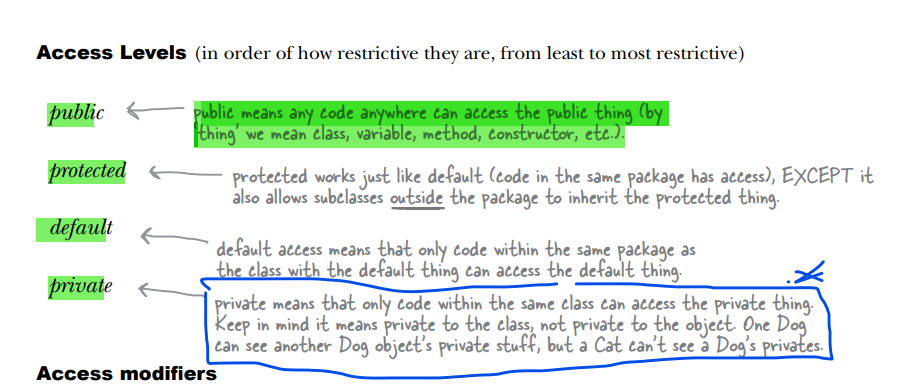 Access Levels (in order of how restrictive they are, from least to most restrictive)
public
public means any code anywhere can access the public thing (by
'thing' we mean class, variable, method, constructor, etc.).
protected
protected works just like default (code in the same package has access), EXCEPT it
also allows subclasses outside the package to inherit the protected thing.
default
default access means that only code within the same package as
the class with the default thing can access the default thing.
private
private means that only code within the same class can access the private thing.
Keep in mind it means private to the class, not private to the object. One Dog
can see another Dog object's private stuff, but a Cat can't see a Dog's privates.
Access modifiers